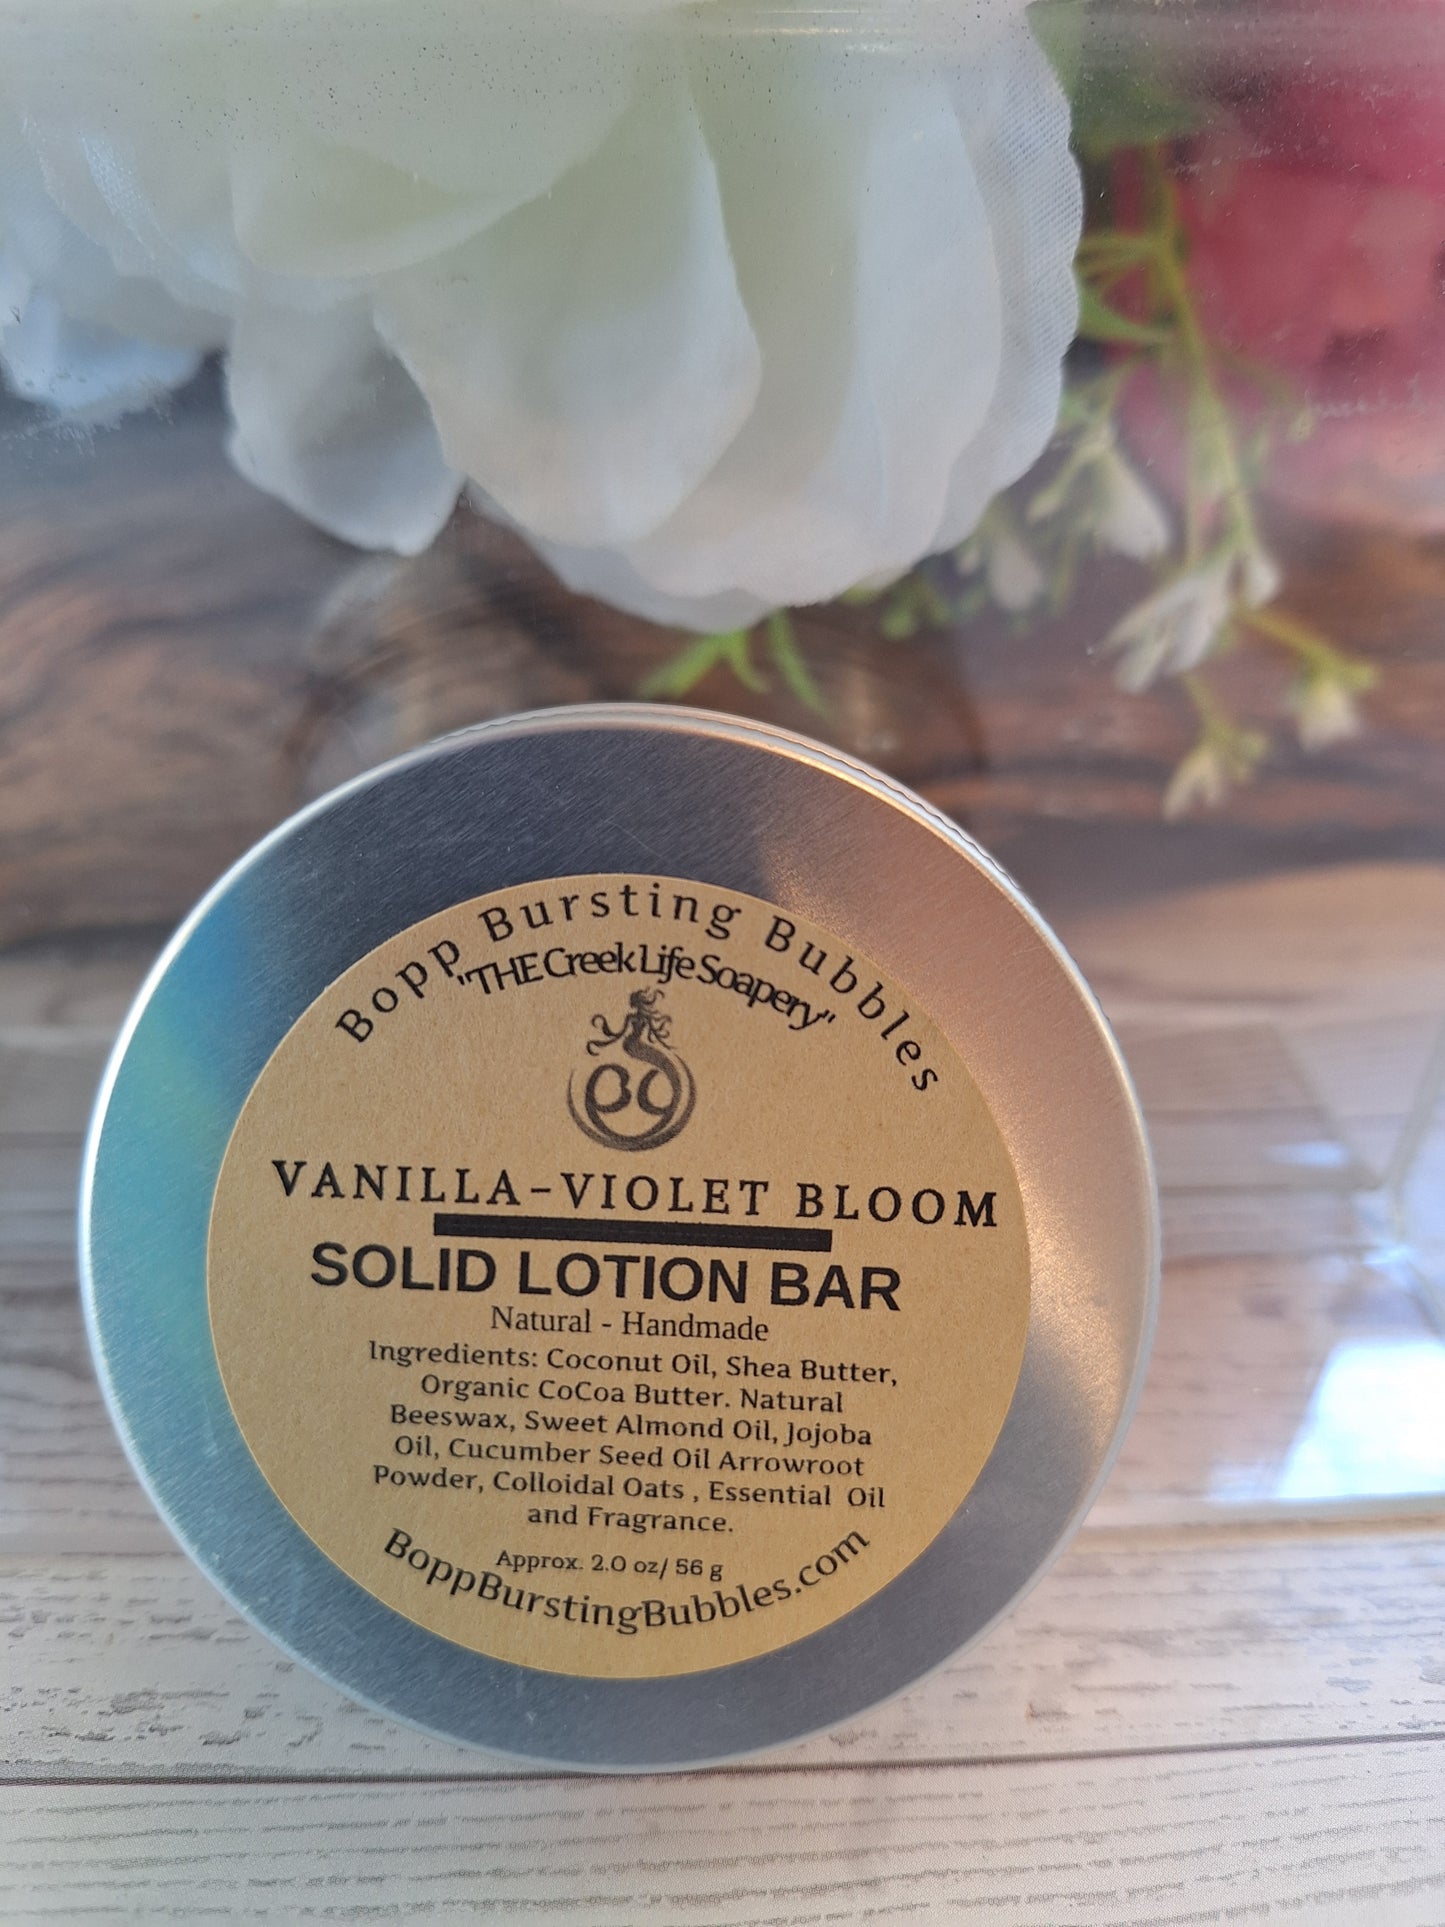 Bopp Bursting Bubbles
"THE Creek Life Soapery"
VANILLA-VIOLET BLOOM
SOLID LOTION BAR
Natural - Handmade
Ingredients: Coconut Oil, Shea Butter,
Organic CoCoa Butter. Natural
Beeswax, Sweet Almond Oil, Jojoba
Oil, Cucumber Seed Oil Arrowroot
Powder, Colloidal Oats , Essential Oil
and Fragrance.
Approx. 2.0 oz/ 56 g
BoppBurstingBubbles.com